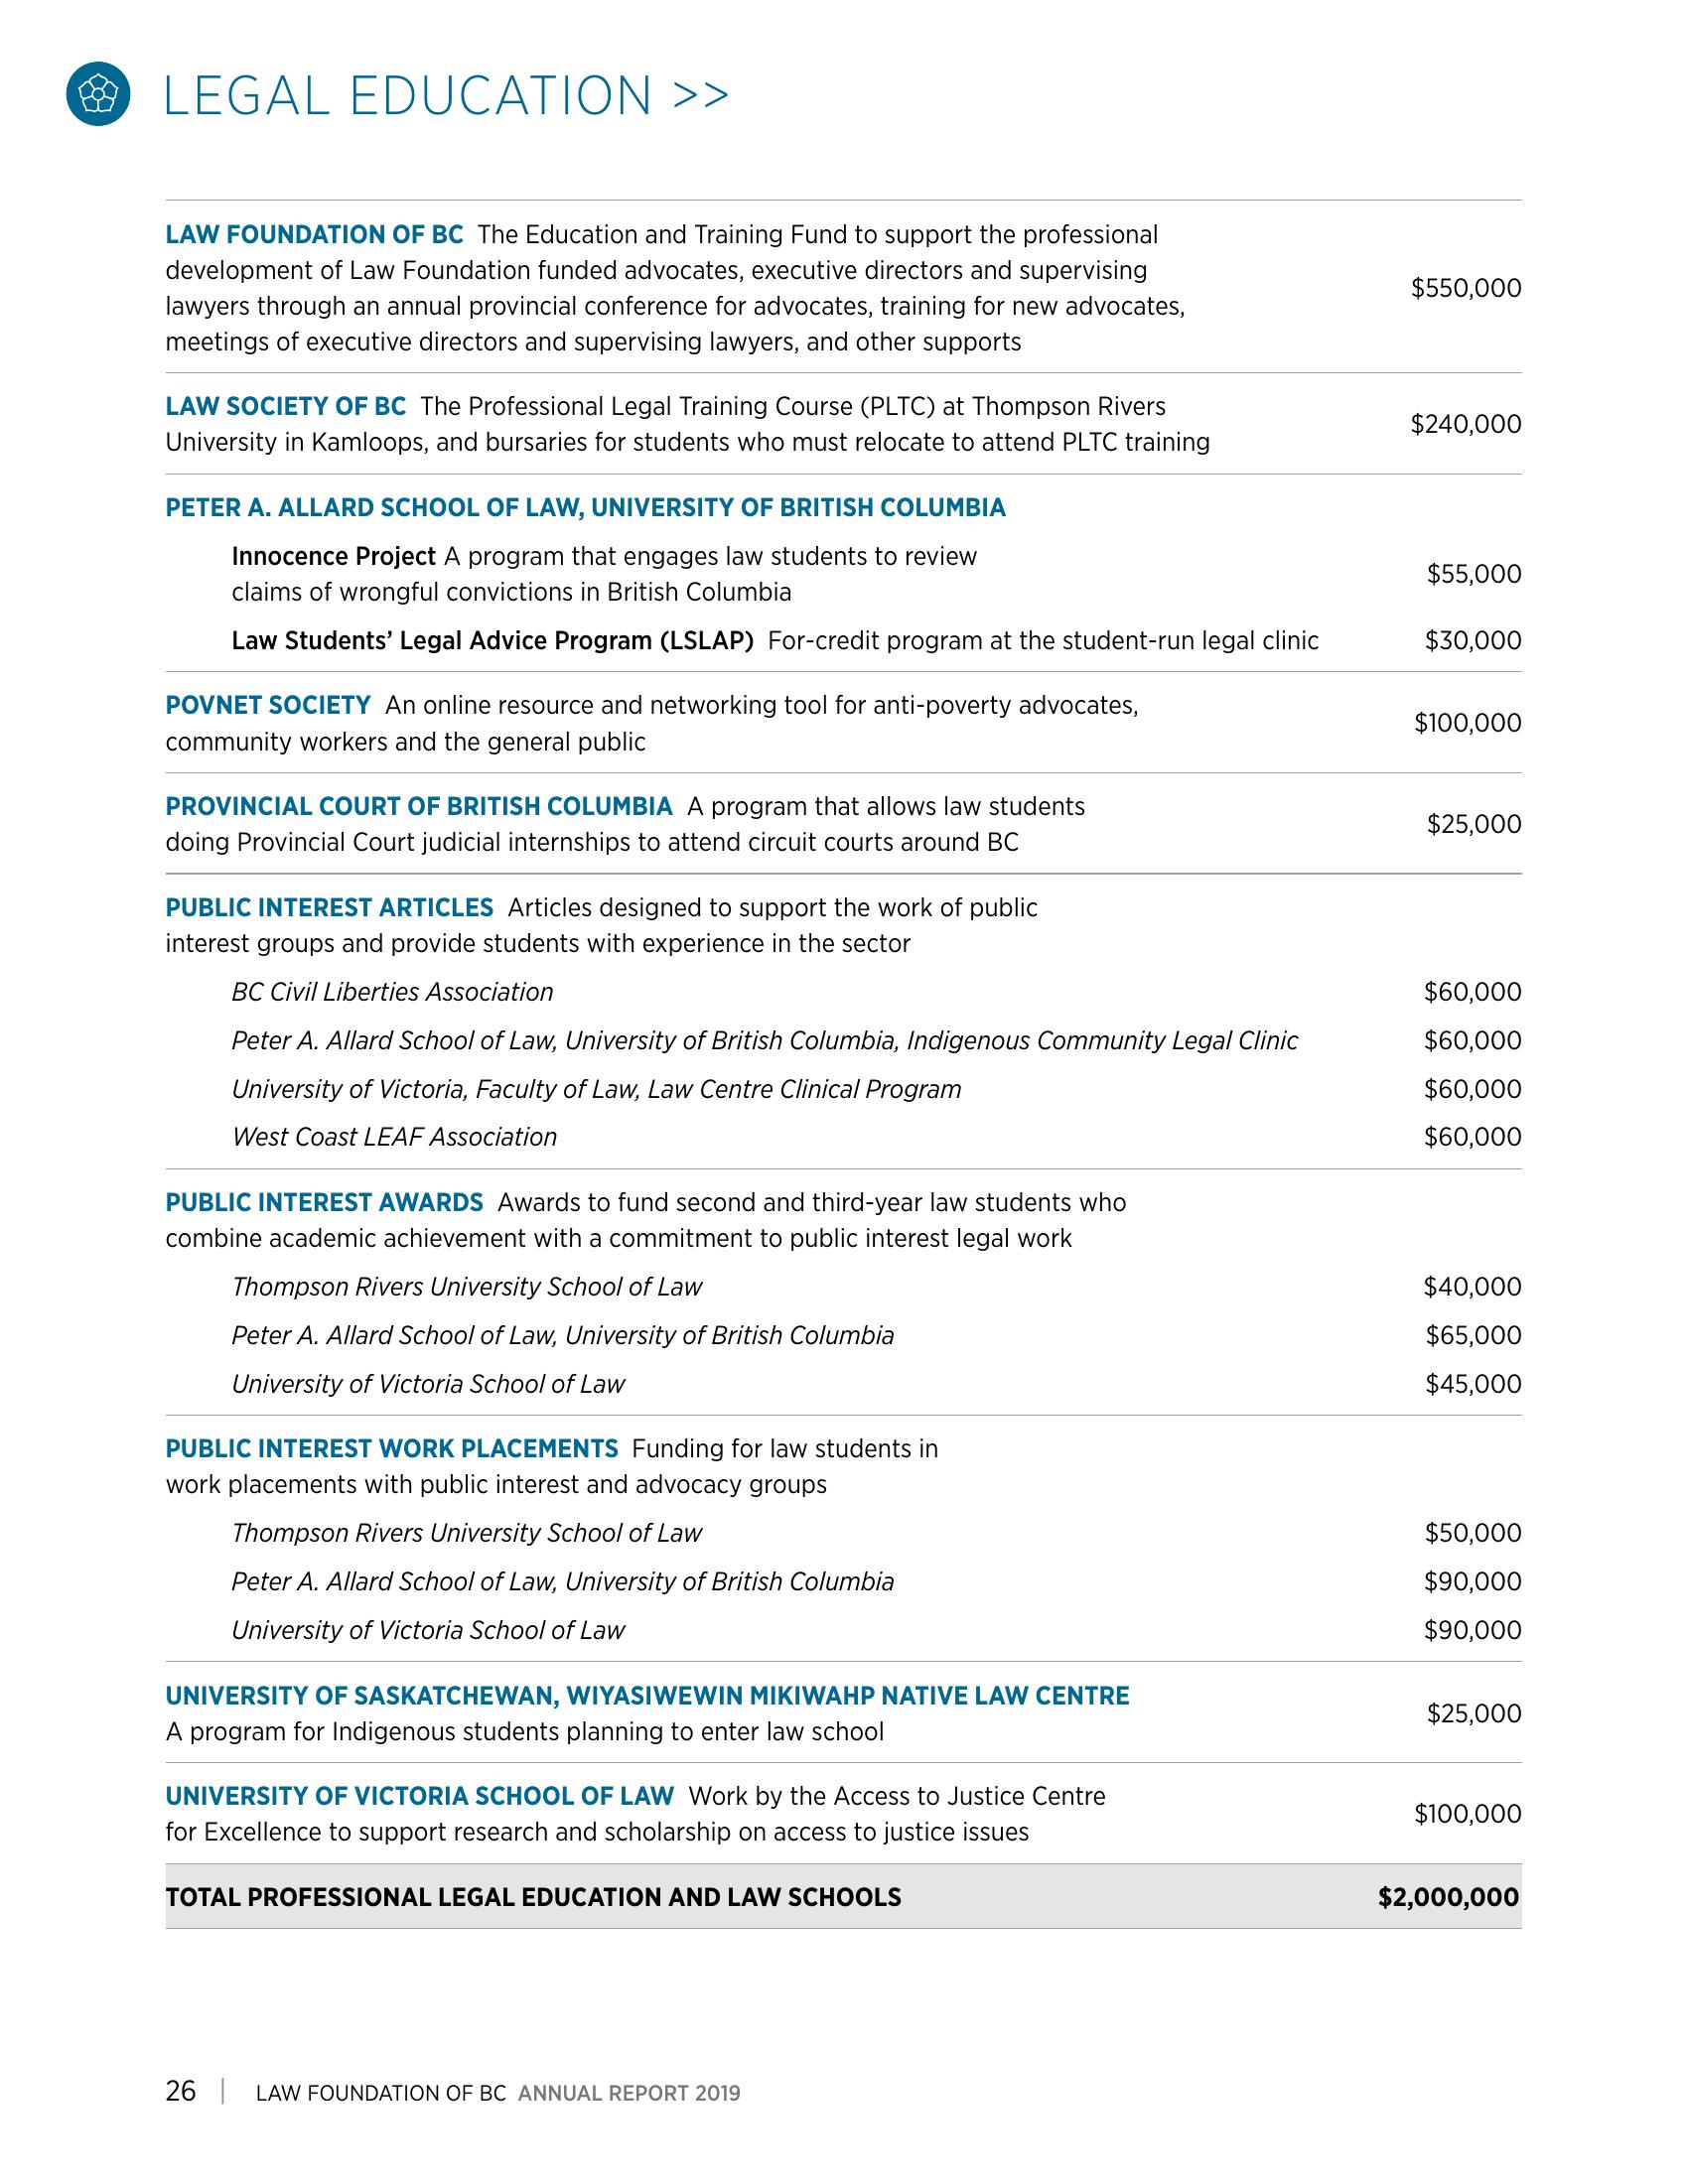 LEGAL EDUCATION >>
LAW FOUNDATION OF BC The Education and Training Fund to support the professional
development of Law Foundation funded advocates, executive directors and supervising
lawyers through an annual provincial conference for advocates, training for new advocates,
meetings of executive directors and supervising lawyers, and other supports
$550,000
LAW SOCIETY OF BC The Professional Legal Training Course (PLTC) at Thompson Rivers
University in Kamloops, and bursaries for students who must relocate to attend PLTC training
$240,000
PETER A. ALLARD SCHOOL OF LAW, UNIVERSITY OF BRITISH COLUMBIA
Innocence Project A program that engages law students to review
claims of wrongful convictions in British Columbia
$55,000
Law Students’ Legal Advice Program (LSLAP) For-credit program at the student-run legal clinic $30,000
POVNET SOCIETY An online resource and networking tool for anti-poverty advocates,
community workers and the general public
$100,000
PROVINCIAL COURT OF BRITISH COLUMBIA A program that allows law students
doing Provincial Court judicial internships to attend circuit courts around BC
$25,000
PUBLIC INTEREST ARTICLES Articles designed to support the work of public
interest groups and provide students with experience in the sector
BC Civil Liberties Association $60,000
Peter A. Allard School of Law, University of British Columbia, Indigenous Community Legal Clinic $60,000
University of Victoria, Faculty of Law, Law Centre Clinical Program $60,000
West Coast LEAF Association $60,000
PUBLIC INTEREST AWARDS Awards to fund second and third-year law students who
combine academic achievement with a commitment to public interest legal work
Thompson Rivers University School of Law $40,000
Peter A. Allard School of Law, University of British Columbia $65,000
University of Victoria School of Law $45,000
PUBLIC INTEREST WORK PLACEMENTS Funding for law students in
work placements with public interest and advocacy groups
Thompson Rivers University School of Law $50,000
Peter A. Allard School of Law, University of British Columbia $90,000
University of Victoria School of Law $90,000
UNIVERSITY OF SASKATCHEWAN, WIYASIWEWIN MIKIWAHP NATIVE LAW CENTRE
A program for Indigenous students planning to enter law school
$25,000
UNIVERSITY OF VICTORIA SCHOOL OF LAW Work by the Access to Justice Centre
for Excellence to support research and scholarship on access to justice issues
$100,000
TOTAL PROFESSIONAL LEGAL EDUCATION AND LAW SCHOOLS $2,000,000
26 | LAW FOUNDATION OF BC ANNUAL REPORT 2019